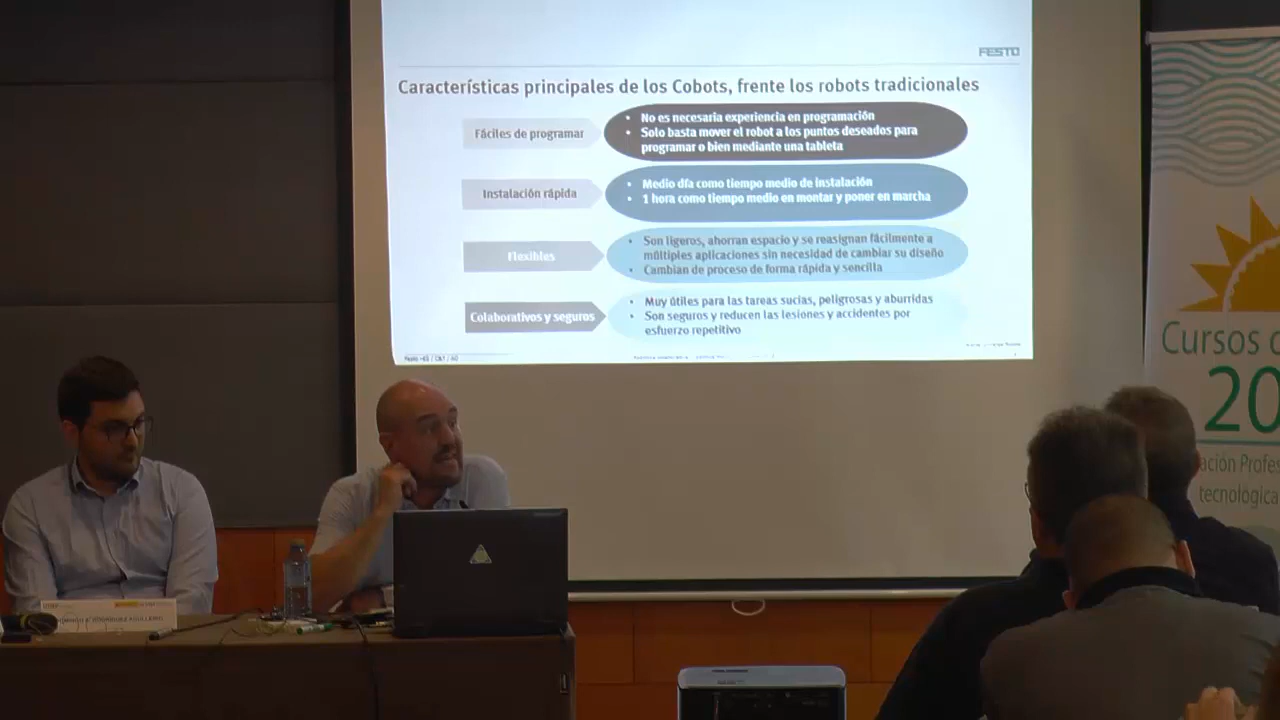 FESTO
Características principales de los Cobots, frente los robots tradicionales
Fáciles de programar
• No es necesaria experiencia en programación
• Solo basta mover el robot a los puntos deseados para
programar o bien mediante una tableta
Instalación rápida
• Medio día como tiempo medio de instalación
• 1 hora como tiempo medio en montar y poner en marcha
Flexibles
• Son ligeros, ahorran espacio y se reasignan fácilmente a
múltiples aplicaciones sin necesidad de cambiar su diseño
• Cambian de proceso de forma rápida y sencilla
Colaborativos y seguros
• Muy útiles para las tareas sucias, peligrosas y aburridas
• Son seguros y reducen las lesiones y accidentes por
esfuerzo repetitivo
Cursos
20
ación Profes
tecnológica